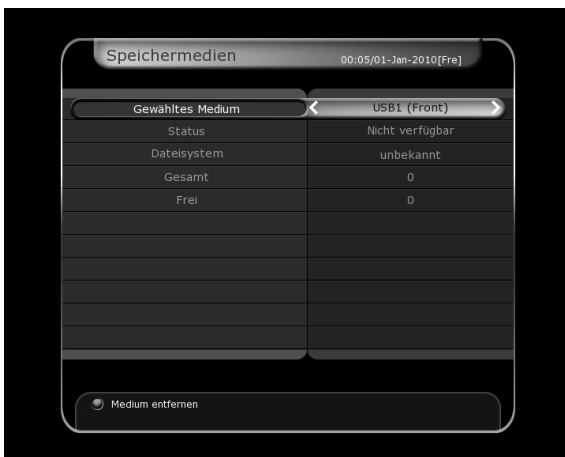 Speichermedien 00:05/01-Jan-2010[Fre]
Gewähltes Medium USB1 (Front)
Status Nicht verfügbar
Dateisystem unbekannt
Gesamt 0
Frei 0
Medium entfernen